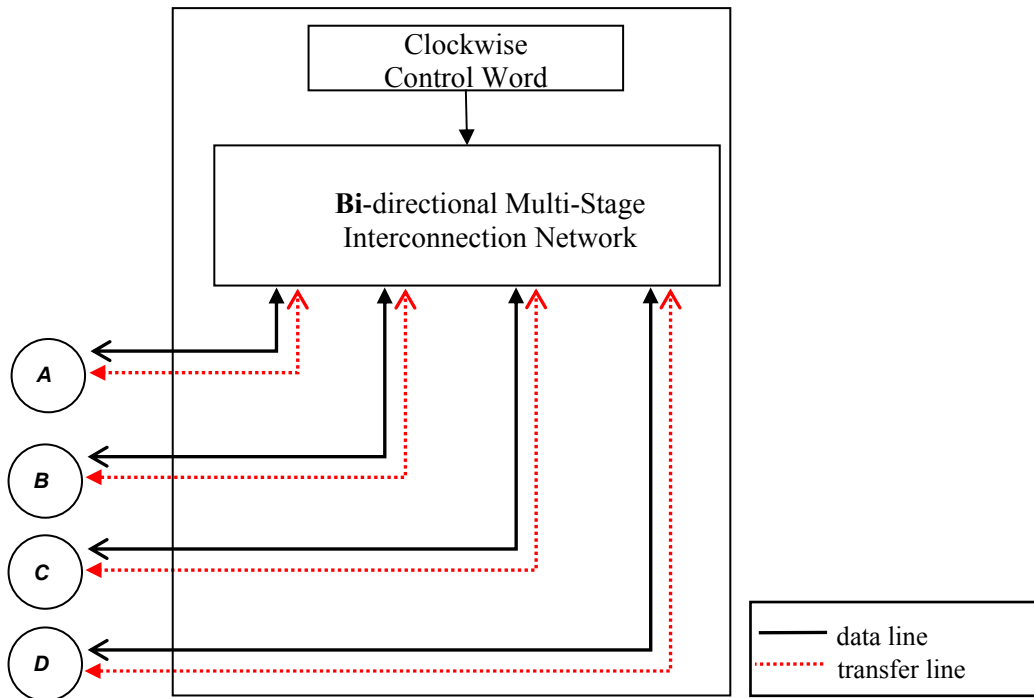 Clockwise
Control Word
Bi-directional Multi-Stage
Interconnection Network
A
B
C
D
data line
transfer line